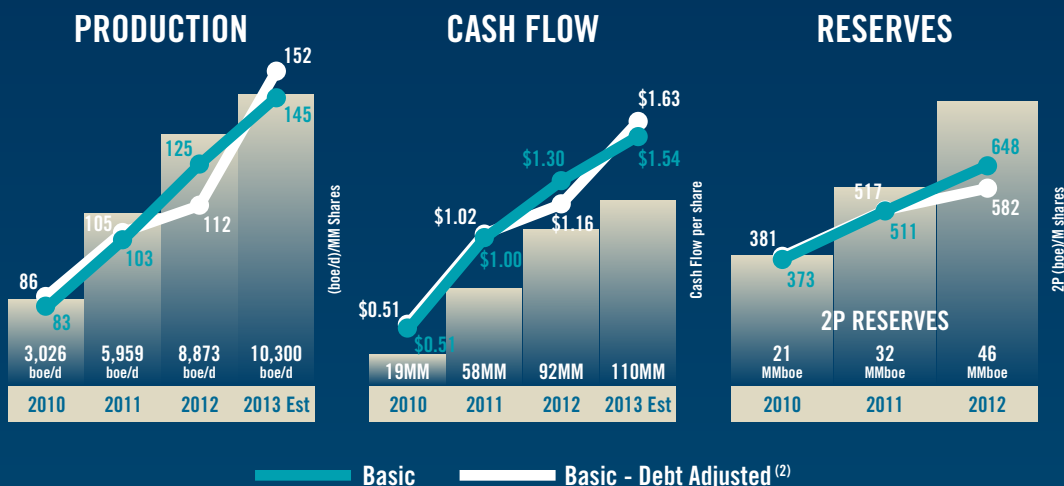 PRODUCTION
152
145
125
112
105
103
86
83
(boe/d)/MM Shares
3,026 5,959 8,873 10,300
boe/d boe/d boe/d boe/d
2010 2011 2012 2013 Est
CASH FLOW
$1.63
$1.54
$1.30
$1.16
$1.02
$1.00
$0.51
$0.51
Cash Flow per share
19MM 58MM 92MM 110MM
2010 2011 2012 2013 Est
RESERVES
648
582
517
511
381
373
2P (boe)/M shares
2P RESERVES
21 32 46
MMboe MMboe MMboe
2010 2011 2012
Basic Basic - Debt Adjusted (2)